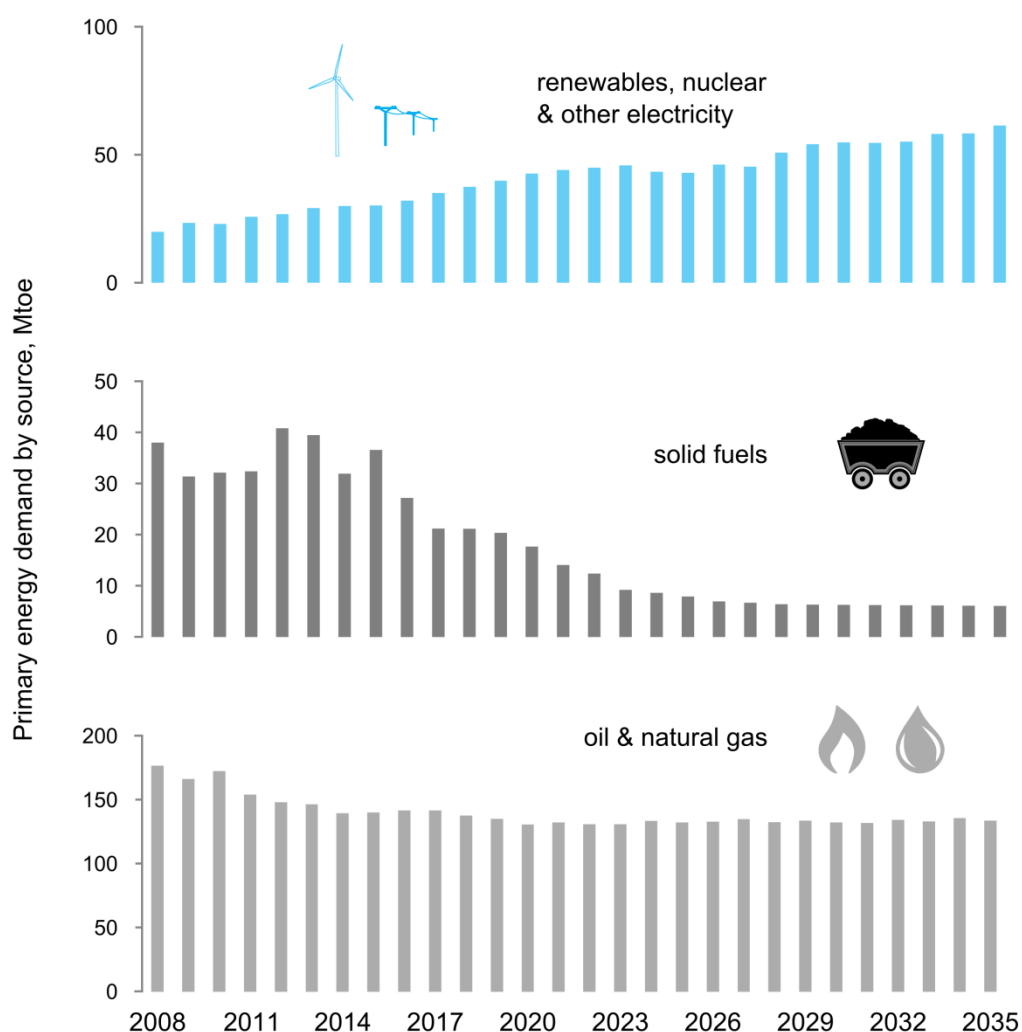 Primary energy demand by source, Mtoe
100
renewables, nuclear
& other electricity
50
0
50
40
solid fuels
30
20
10
0
200
oil & natural gas
150
100
50
0
2008 2011 2014 2017 2020 2023 2026 2029 2032 2035